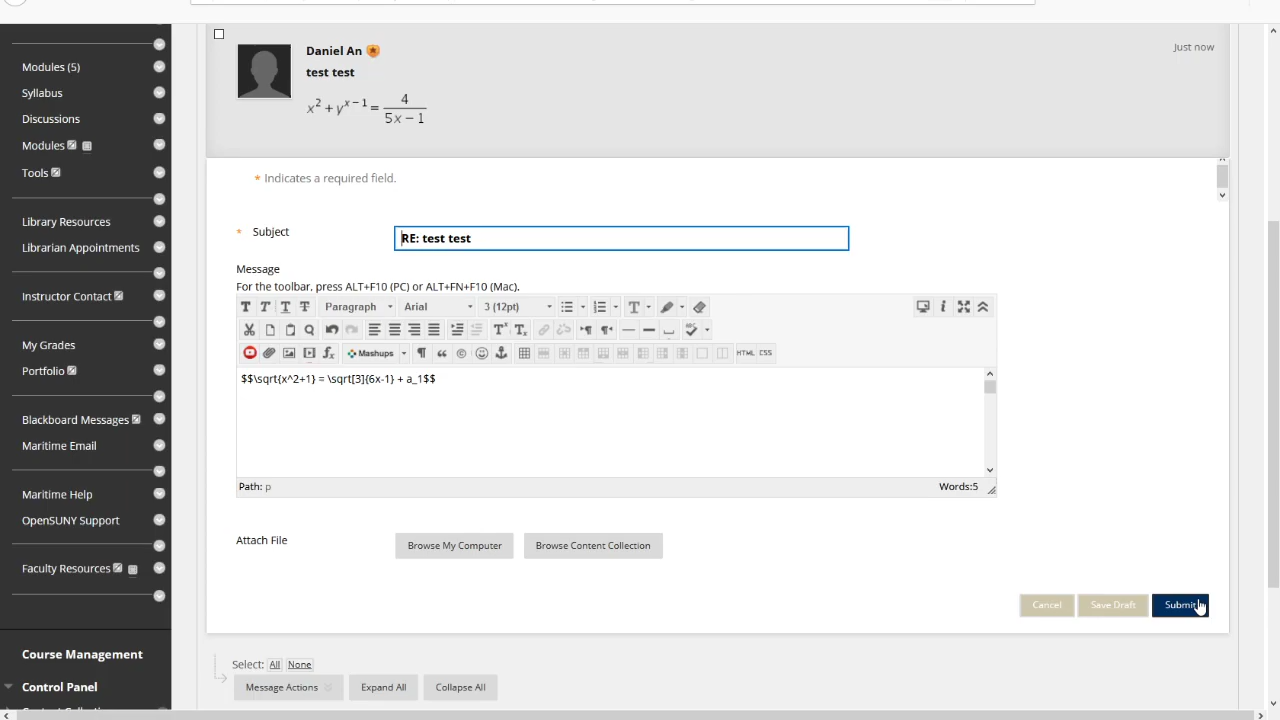 Modules (5)
Syllabus
Discussions
Modules
Tools
Library Resources
Librarian Appointments
Instructor Contact
My Grades
Portfolio
Blackboard Messages
Maritime Email
Maritime Help
OpenSUNY Support
Faculty Resources
Course Management
Control Panel
Daniel An
Just now
test test
x^2 + y^{x-1} = 4/(5x-1)
* Indicates a required field.
* Subject
RE: test test
Message
For the toolbar, press ALT+F10 (PC) or ALT+FN+F10 (Mac).
T T T T Paragraph Arial 3 (12pt)
Mashups HTML CSS
$$\sqrt{x^2+1} = \sqrt[3]{6x-1} + a_1$$
Path: p Words:5
Attach File Browse My Computer Browse Content Collection
Cancel Save Draft Submit
Select: All None
Message Actions Expand All Collapse All